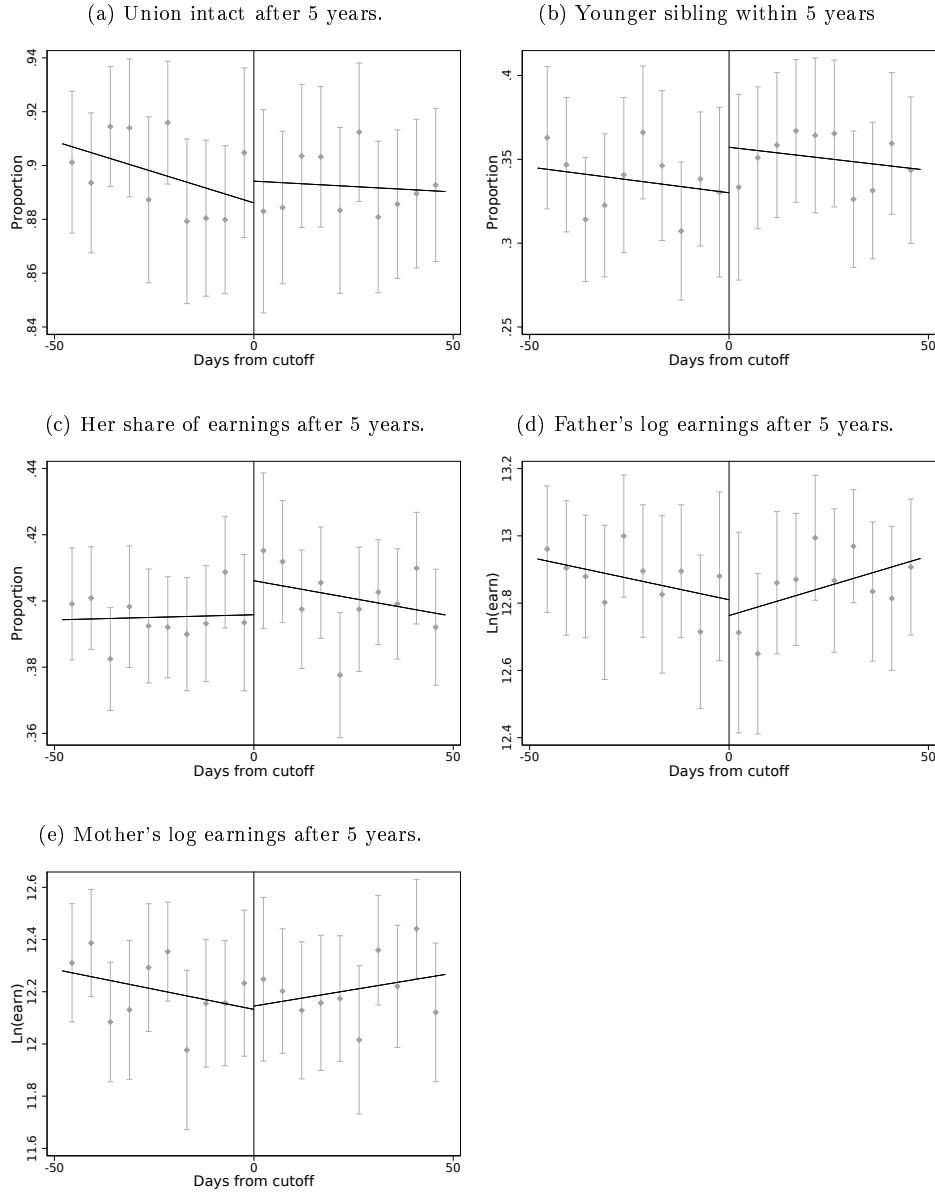 (a) Union intact after 5 years.
(b) Younger sibling within 5 years
Proportion
.94
.92
.9
.88
.86
.84
-50
0
50
Days from cutoff
Proportion
.4
.35
.3
.25
-50
0
50
Days from cutoff
(c) Her share of earnings after 5 years.
(d) Father's log earnings after 5 years.
Proportion
.44
.42
.4
.38
.36
-50
0
50
Days from cutoff
Ln(earn)
13.2
13
12.8
12.6
12.4
-50
0
50
Days from cutoff
(e) Mother's log earnings after 5 years.
Ln(earn)
12.6
12.4
12.2
12
11.8
11.6
-50
0
50
Days from cutoff